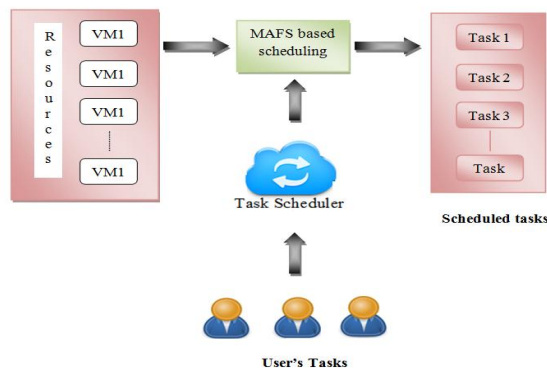 Resources
VM1
VM1
VM1
VM1
MAFS based
scheduling
Task 1
Task 2
Task 3
Task
Scheduled tasks
Task Scheduler
User's Tasks